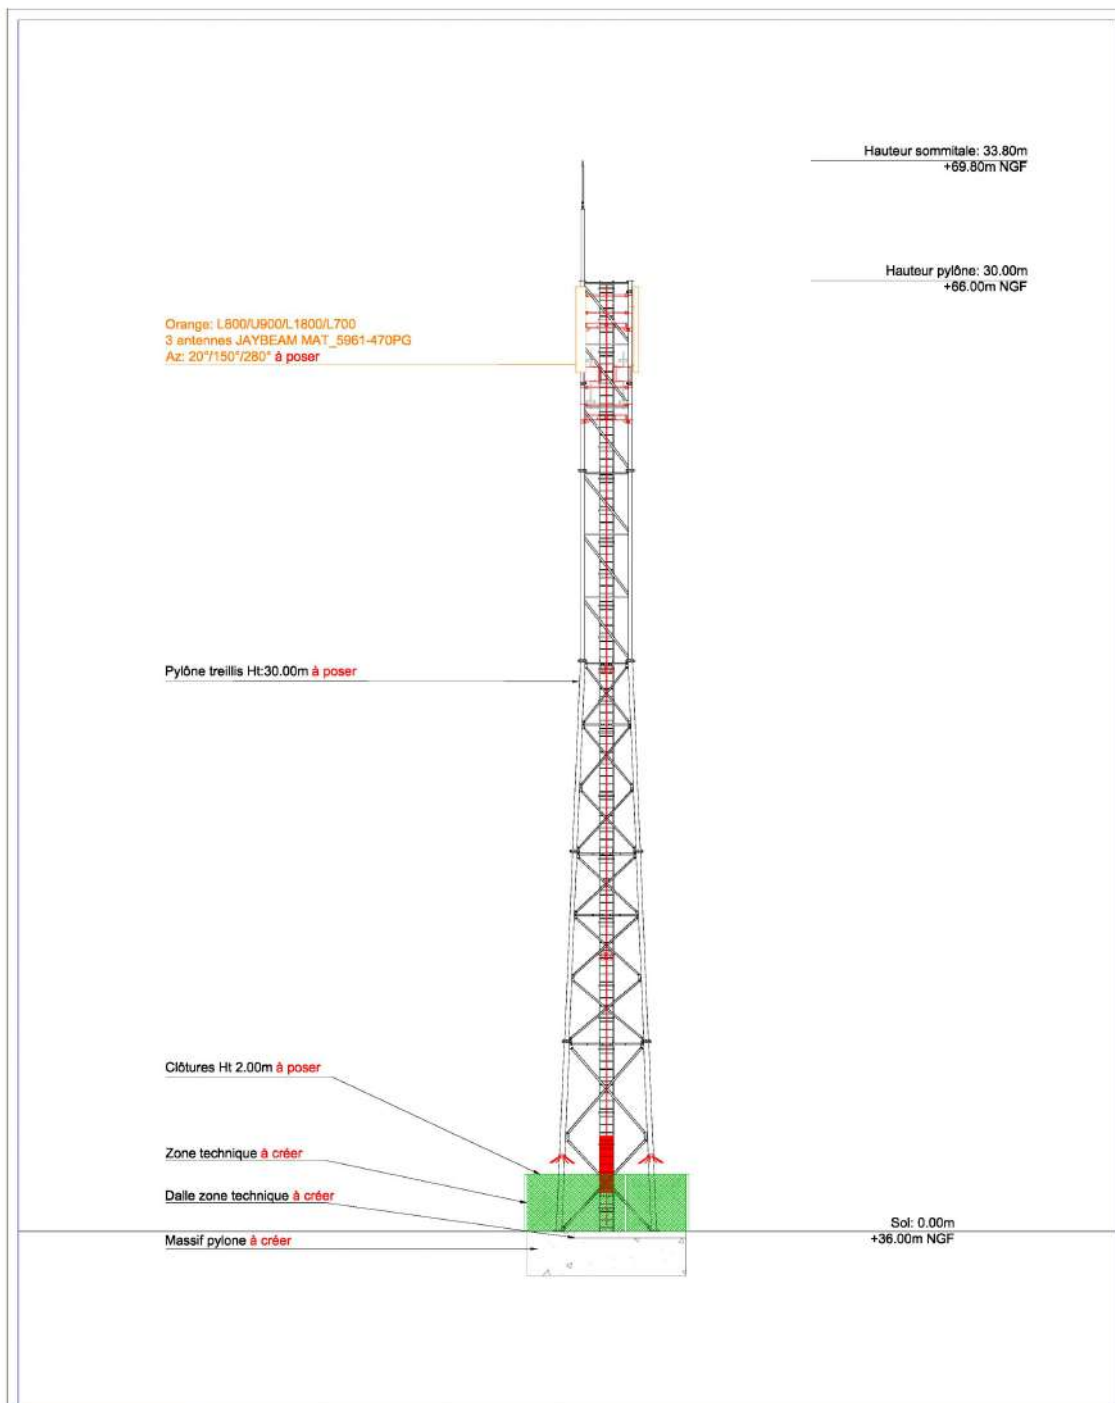 Hauteur sommitale: 33.80m
+69.80m NGF
Hauteur pylône: 30.00m
+66.00m NGF
Orange: L800/U900/L1800/L700
3 antennes JAYBEAM MAT_5961-470PG
Az: 20°/150°/280° à poser
Pylône treillis Ht:30.00m à poser
Clôtures Ht 2.00m à poser
Zone technique à créer
Dalle zone technique à créer
Sol: 0.00m
+36.00m NGF
Massif pylone à créer